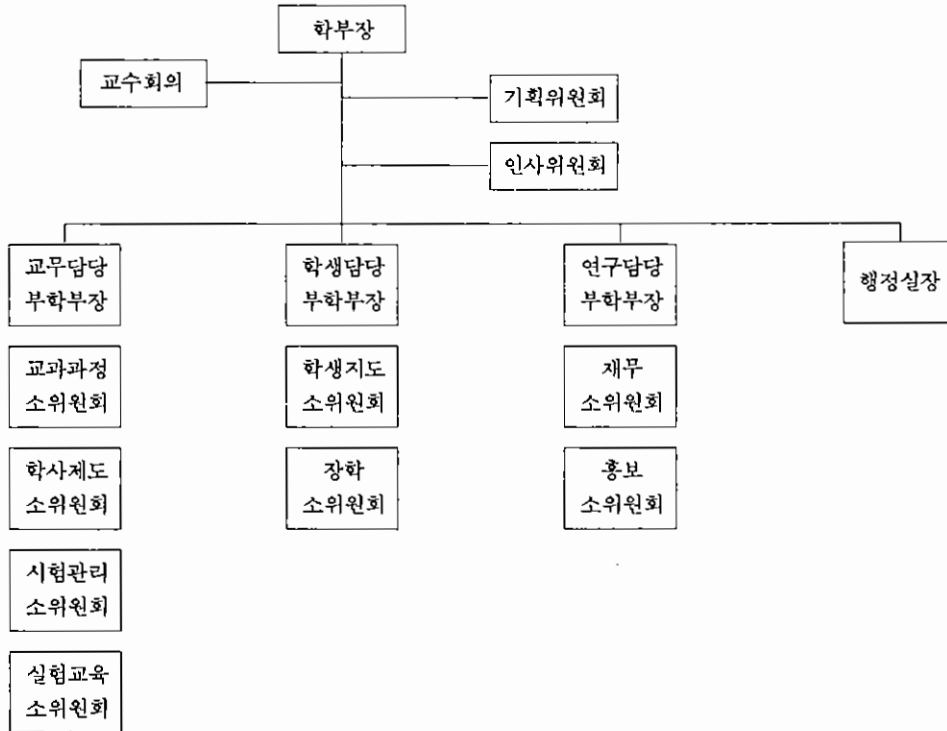 학부장
교수회의
기획위원회
인사위원회
교무담당
부학부장
학생담당
부학부장
연구담당
부학부장
행정실장
교과과정
소위원회
학생지도
소위원회
재무
소위원회
학사제도
소위원회
장학
소위원회
홍보
소위원회
시험관리
소위원회
실험교육
소위원회